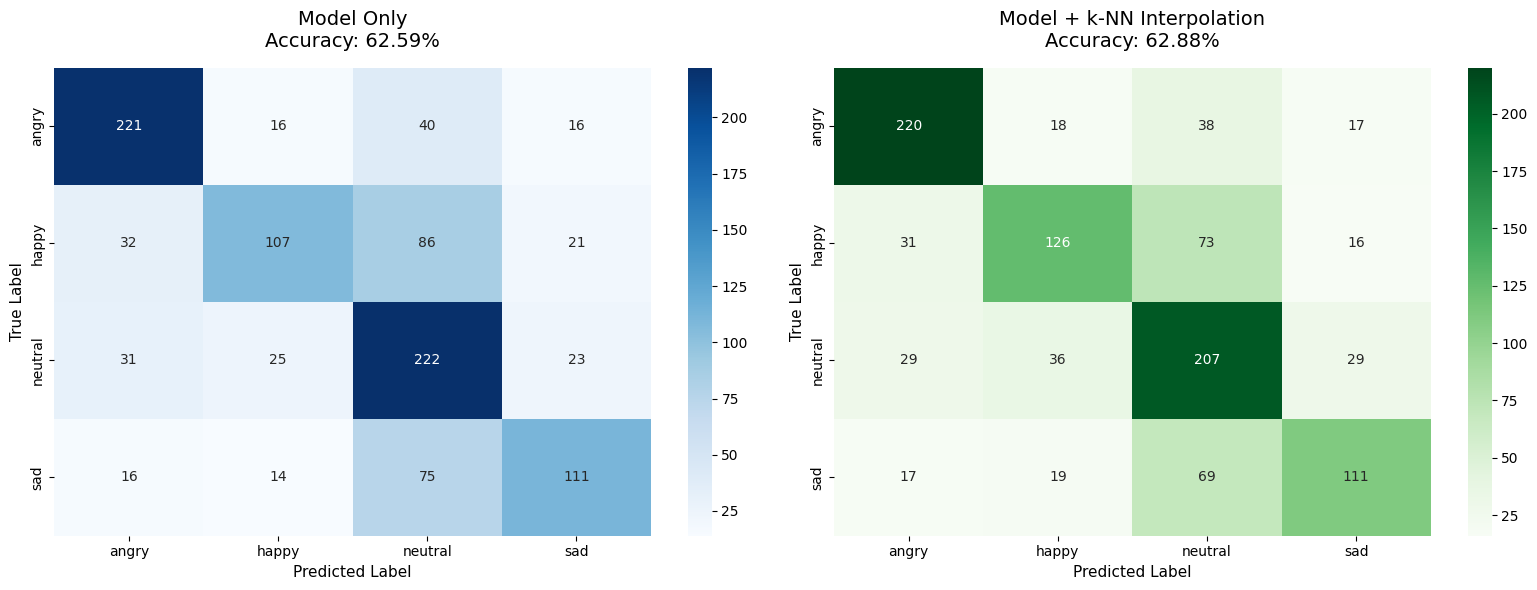 Model Only
Accuracy: 62.59%
angry
221 16 40 16
happy
32 107 86 21
neutral
31 25 222 23
sad
16 14 75 111
angry happy neutral sad
Predicted Label
True Label
200
175
150
125
100
75
50
25
Model + k-NN Interpolation
Accuracy: 62.88%
angry
220 18 38 17
happy
31 126 73 16
neutral
29 36 207 29
sad
17 19 69 111
angry happy neutral sad
Predicted Label
True Label
200
175
150
125
100
75
50
25